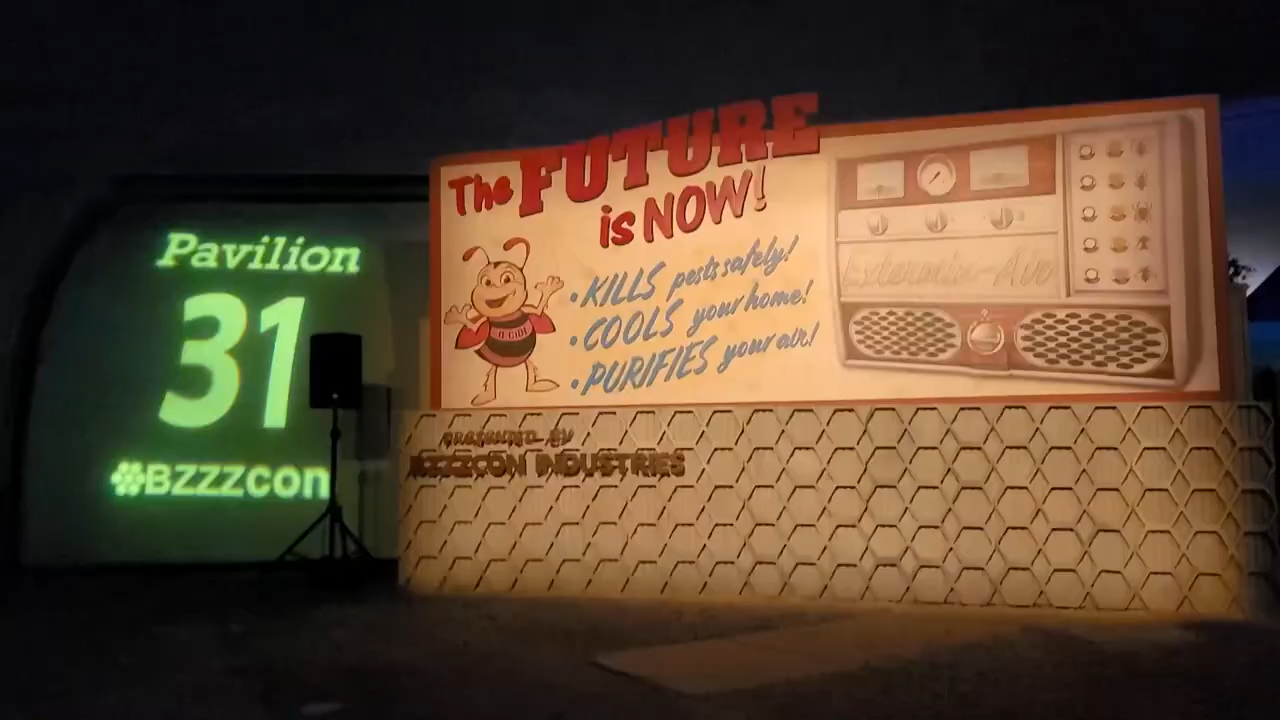 Pavilion
31
BZZZCON
The FUTURE
is NOW!
• KILLS pests safely!
• COOLS your home!
• PURIFIES your air!
PRESENTED BY
BZZZCON INDUSTRIES